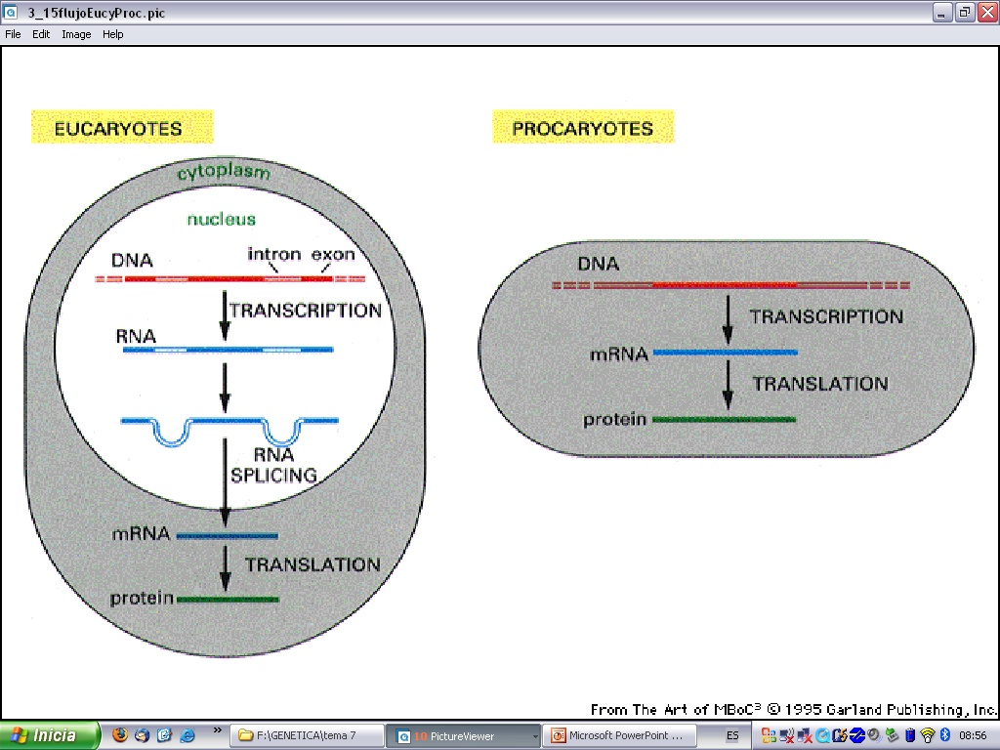 3_15flujoEucyProc.pic
File Edit Image Help
EUCARYOTES
cytoplasm
nucleus
DNA
intron exon
TRANSCRIPTION
RNA
RNA
SPLICING
mRNA
TRANSLATION
protein
PROCARYOTES
DNA
TRANSCRIPTION
mRNA
TRANSLATION
protein
From The Art of MBoC³ © 1995 Garland Publishing, Inc.
Inicia
»
F:\GENETICA\tema 7
10 PictureViewer
Microsoft PowerPoint ...
ES
08:56